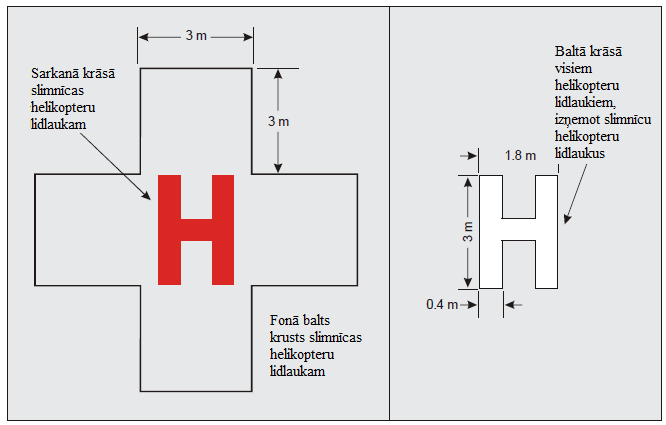 3 m
Sarkanā krāsā
slimnīcas
helikopteru
lidlaukam
3 m
H
Fonā balts
krusts slimnīcas
helikopteru
lidlaukam
Baltā krāsā
visiem
helikopteru
lidlaukiem,
izņemot slimnīcu
helikopteru
lidlaukus
1.8 m
3 m
H
0.4 m